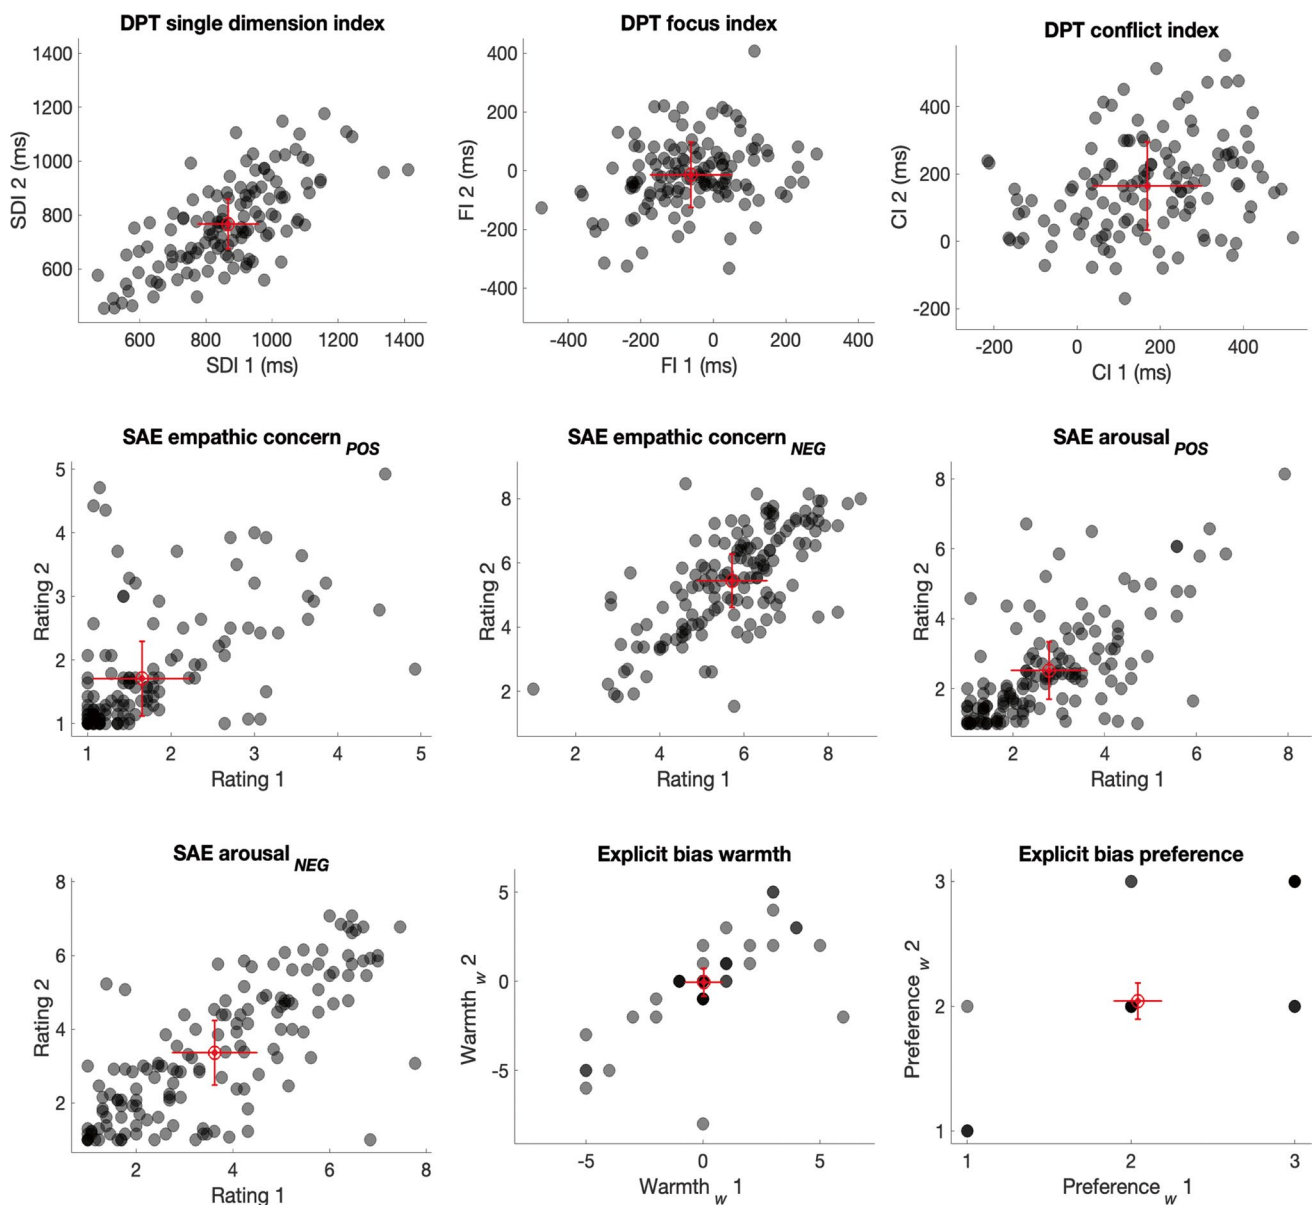 DPT single dimension index
DPT focus index
DPT conflict index
1400
1200
1000
800
600
SDI 2 (ms)
600 800 1000 1200 1400
SDI 1 (ms)
400
200
0
-200
-400
FI 2 (ms)
-400 -200 0 200 400
FI 1 (ms)
400
200
0
-200
CI 2 (ms)
-200 0 200 400
CI 1 (ms)
SAE empathic concern POS
SAE empathic concern NEG
SAE arousal POS
5
4
3
2
1
Rating 2
1 2 3 4 5
Rating 1
8
6
4
2
Rating 2
2 4 6 8
Rating 1
8
6
4
2
Rating 2
2 4 6 8
Rating 1
SAE arousal NEG
Explicit bias warmth
Explicit bias preference
8
6
4
2
Rating 2
2 4 6 8
Rating 1
5
0
-5
Warmth w 2
-5 0 5
Warmth w 1
3
2
1
Preference w 2
1 2 3
Preference w 1